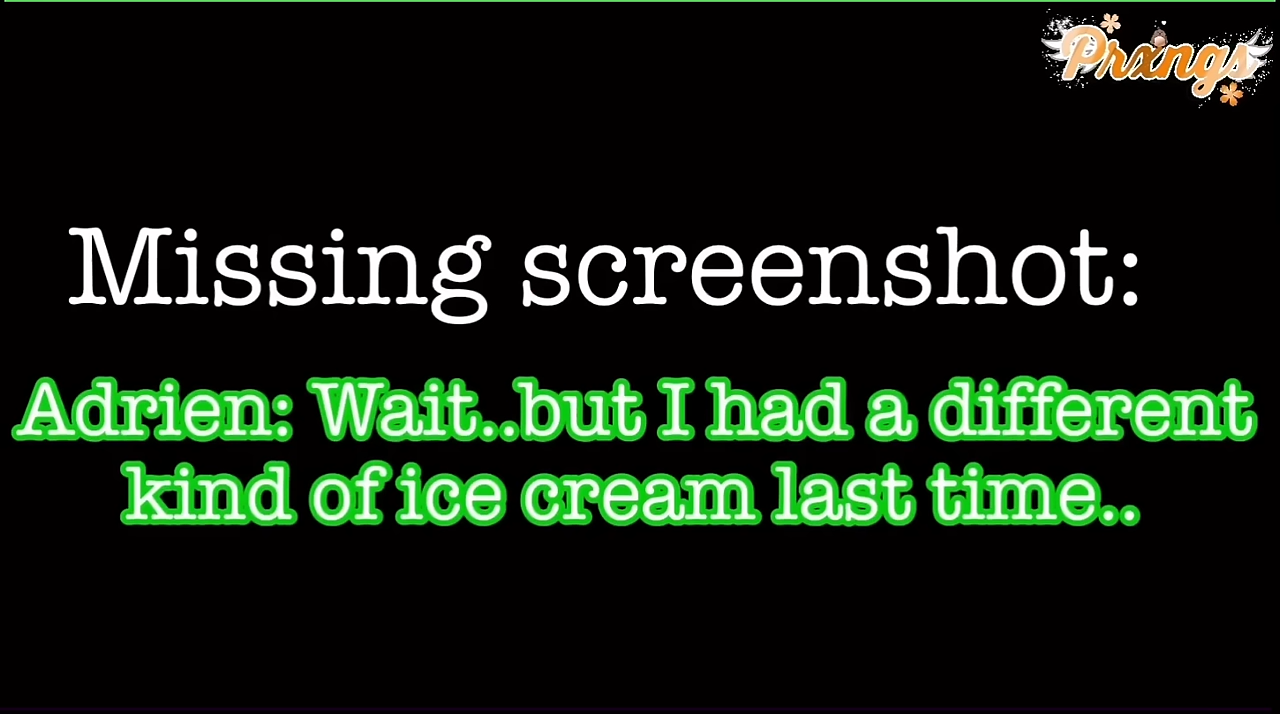 Prxngs
Missing screenshot:
Adrien: Wait..but I had a different
kind of ice cream last time..